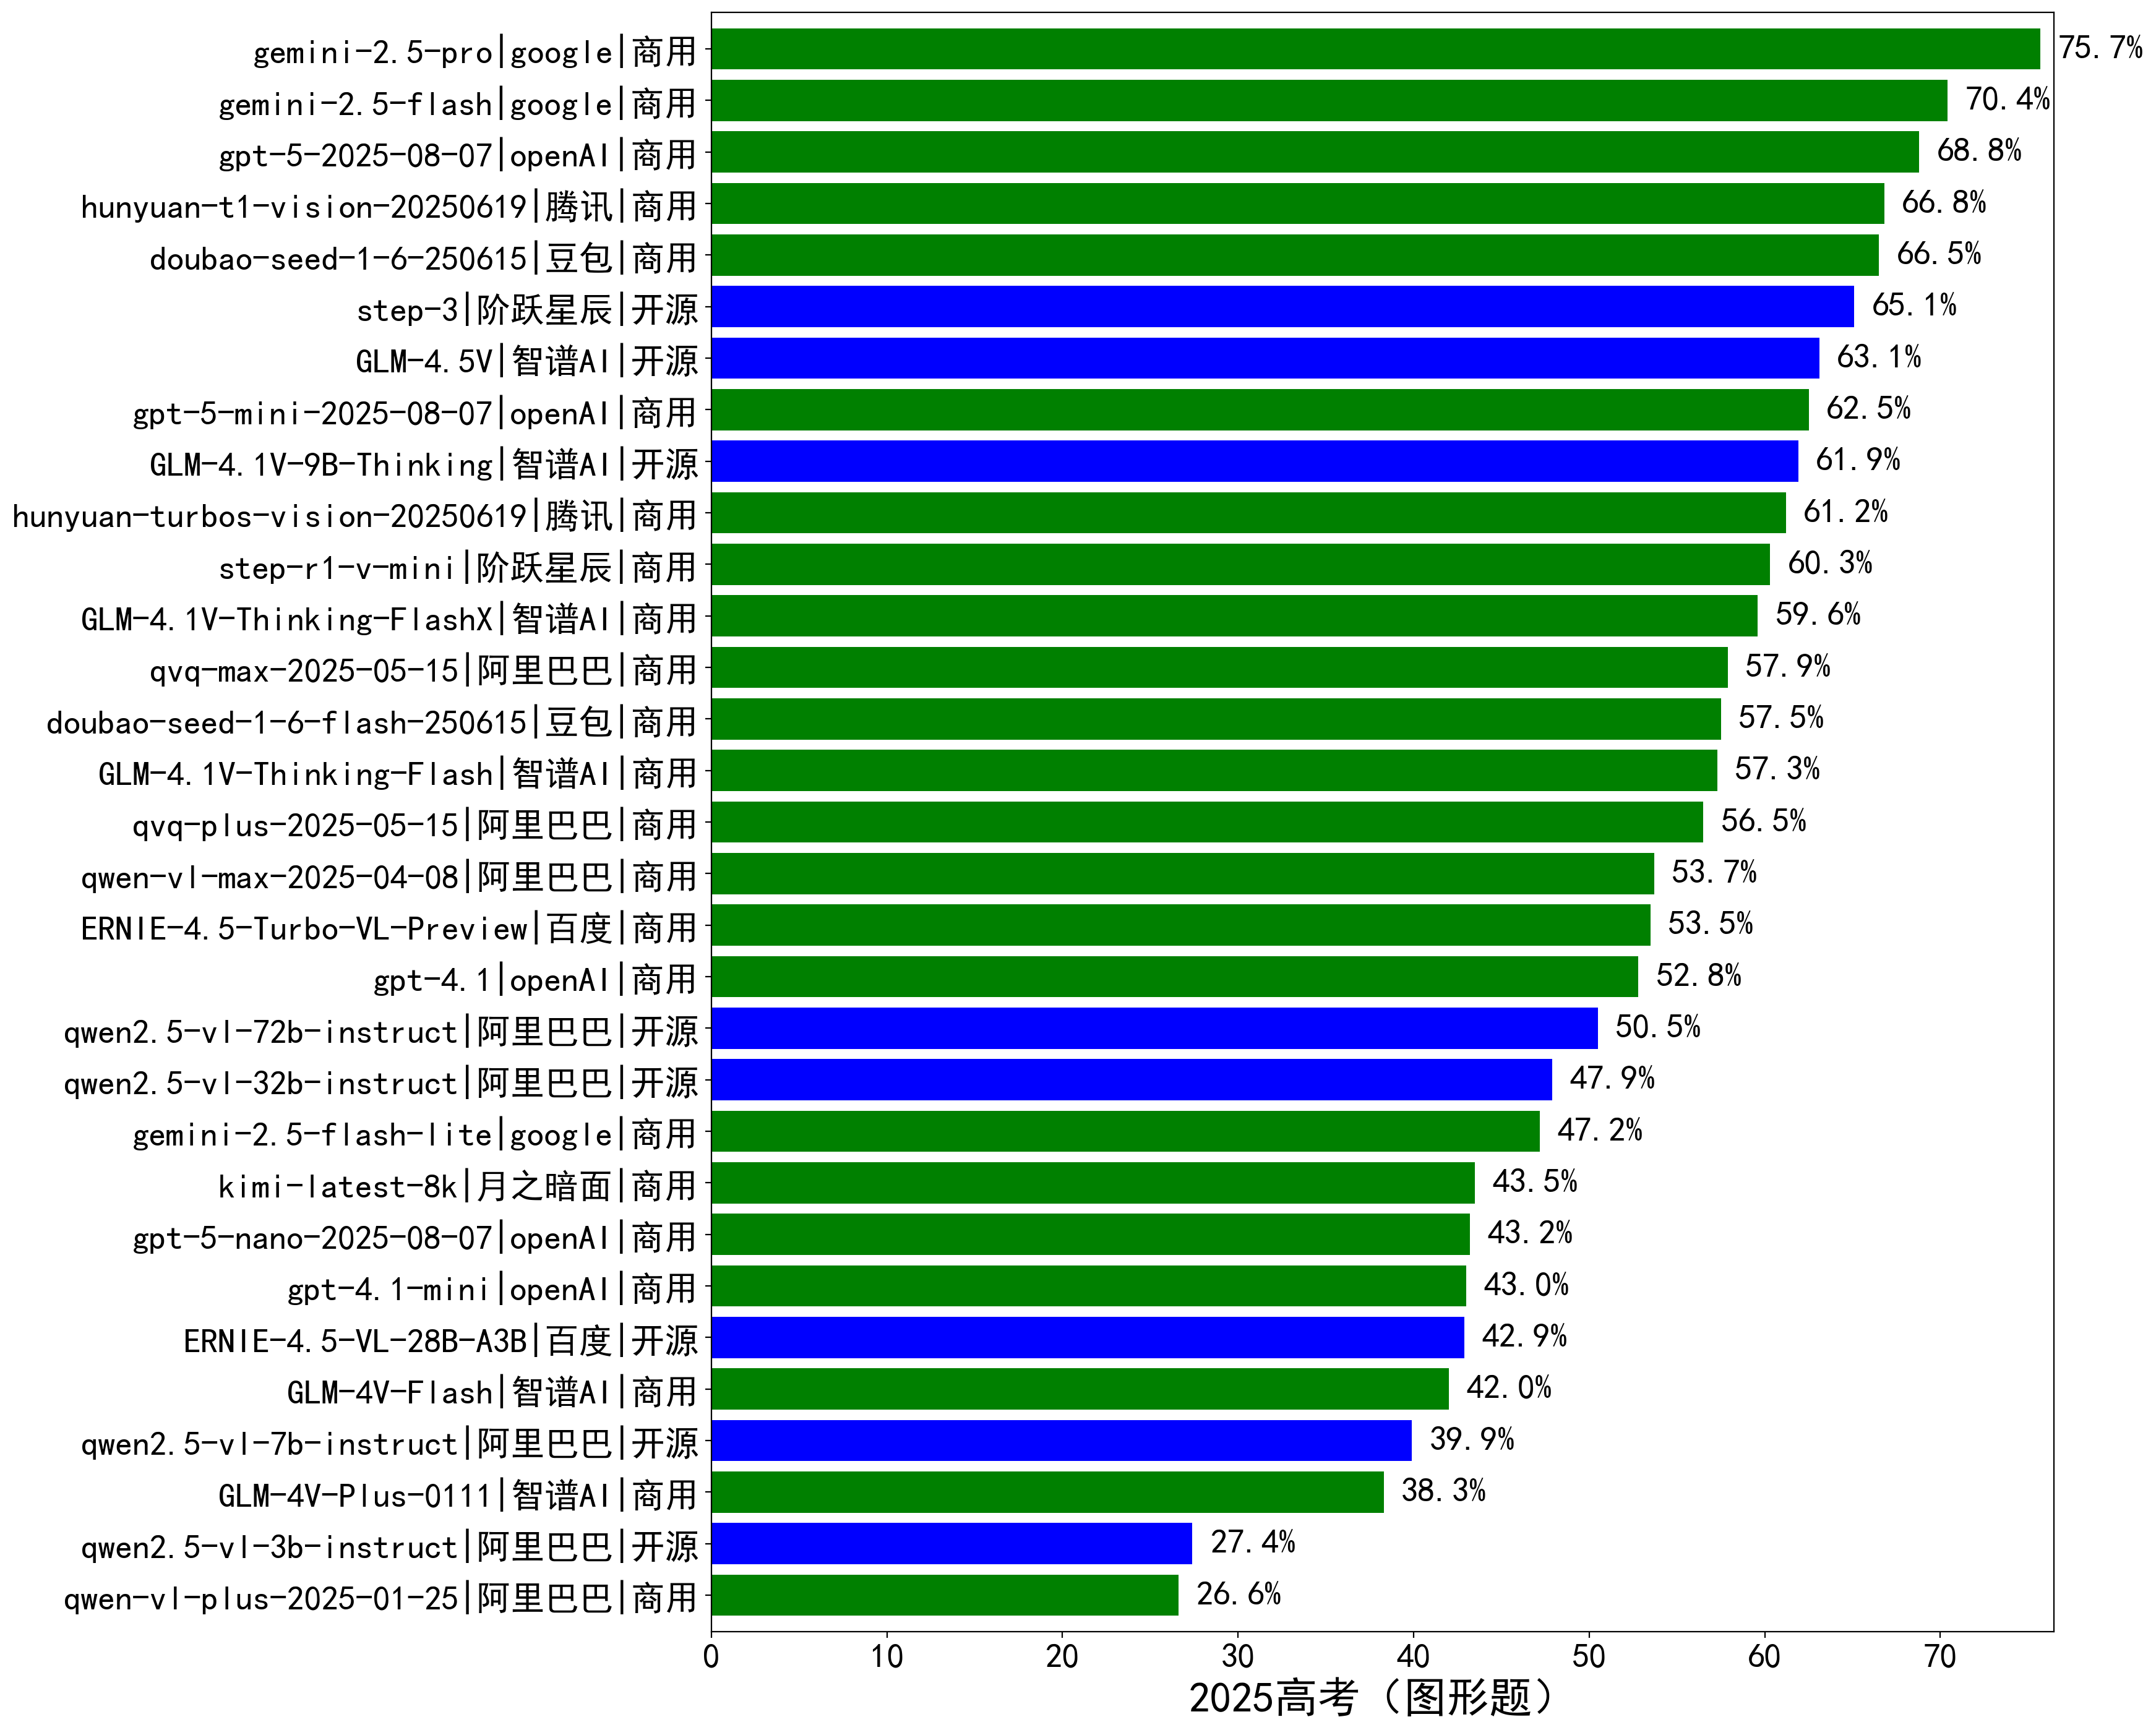 gemini-2.5-pro|google|商用 75.7%
gemini-2.5-flash|google|商用 70.4%
gpt-5-2025-08-07|openAI|商用 68.8%
hunyuan-t1-vision-20250619|腾讯|商用 66.8%
doubao-seed-1-6-250615|豆包|商用 66.5%
step-3|阶跃星辰|开源 65.1%
GLM-4.5V|智谱AI|开源 63.1%
gpt-5-mini-2025-08-07|openAI|商用 62.5%
GLM-4.1V-9B-Thinking|智谱AI|开源 61.9%
hunyuan-turbos-vision-20250619|腾讯|商用 61.2%
step-r1-v-mini|阶跃星辰|商用 60.3%
GLM-4.1V-Thinking-FlashX|智谱AI|商用 59.6%
qvq-max-2025-05-15|阿里巴巴|商用 57.9%
doubao-seed-1-6-flash-250615|豆包|商用 57.5%
GLM-4.1V-Thinking-Flash|智谱AI|商用 57.3%
qvq-plus-2025-05-15|阿里巴巴|商用 56.5%
qwen-vl-max-2025-04-08|阿里巴巴|商用 53.7%
ERNIE-4.5-Turbo-VL-Preview|百度|商用 53.5%
gpt-4.1|openAI|商用 52.8%
qwen2.5-vl-72b-instruct|阿里巴巴|开源 50.5%
qwen2.5-vl-32b-instruct|阿里巴巴|开源 47.9%
gemini-2.5-flash-lite|google|商用 47.2%
kimi-latest-8k|月之暗面|商用 43.5%
gpt-5-nano-2025-08-07|openAI|商用 43.2%
gpt-4.1-mini|openAI|商用 43.0%
ERNIE-4.5-VL-28B-A3B|百度|开源 42.9%
GLM-4V-Flash|智谱AI|商用 42.0%
qwen2.5-vl-7b-instruct|阿里巴巴|开源 39.9%
GLM-4V-Plus-0111|智谱AI|商用 38.3%
qwen2.5-vl-3b-instruct|阿里巴巴|开源 27.4%
qwen-vl-plus-2025-01-25|阿里巴巴|商用 26.6%
0 10 20 30 40 50 60 70
2025高考（图形题）